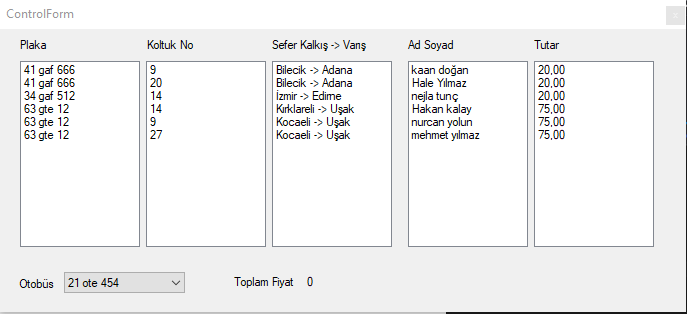 ControlForm
Plaka Koltuk No Sefer Kalkış -> Varış Ad Soyad Tutar
41 gaf 666 9 Bilecik -> Adana kaan doğan 20,00
41 gaf 666 20 Bilecik -> Adana Hale Yılmaz 20,00
34 gaf 512 14 İzmir -> Edirne nejla tunç 20,00
63 gte 12 14 Kırklareli -> Uşak Hakan kalay 75,00
63 gte 12 9 Kocaeli -> Uşak nurcan yolun 75,00
63 gte 12 27 Kocaeli -> Uşak mehmet yılmaz 75,00
Otobüs 21 ote 454 Toplam Fiyat 0